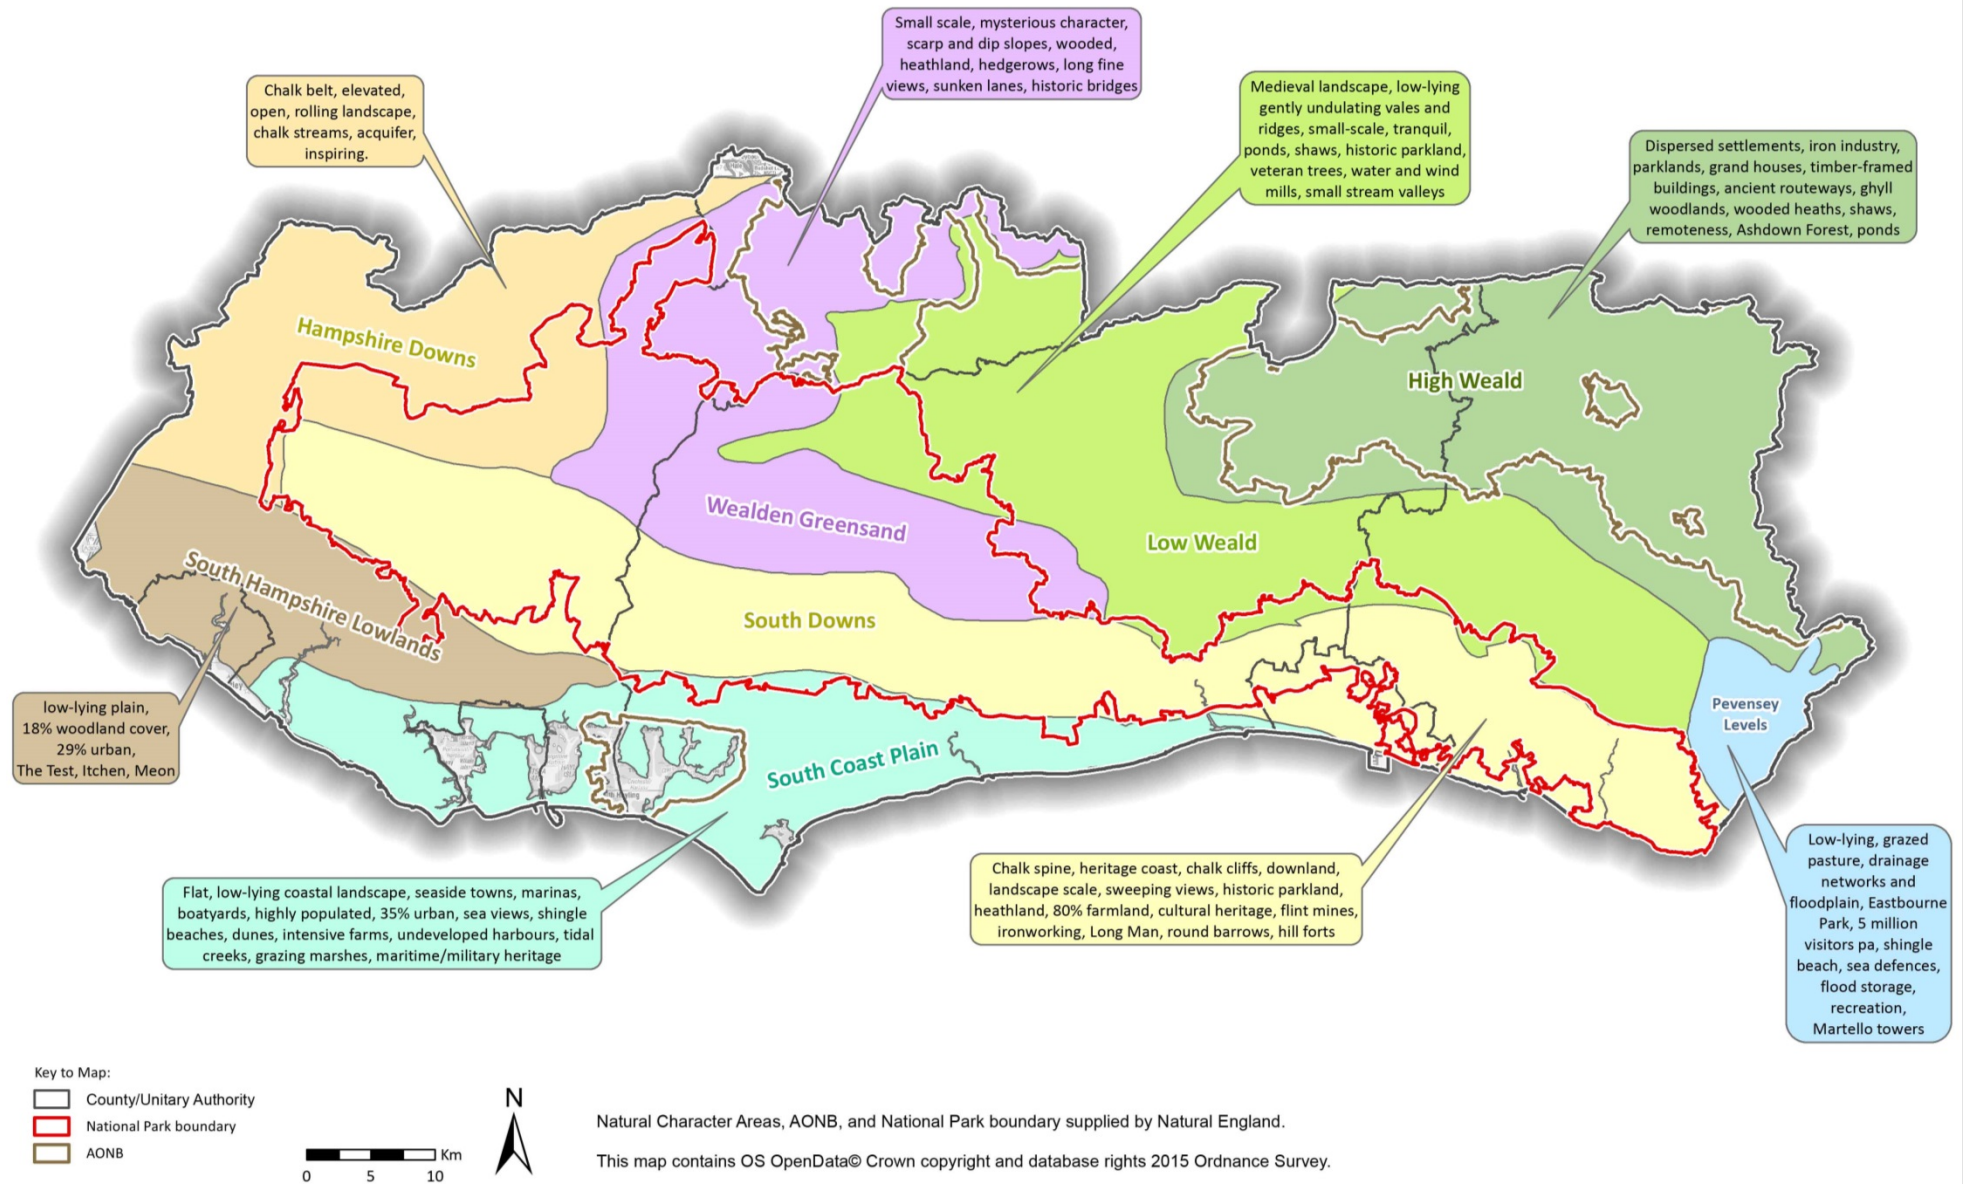 Small scale, mysterious character,
scarp and dip slopes, wooded,
heathland, hedgerows, long fine
views, sunken lanes, historic bridges
Chalk belt, elevated,
open, rolling landscape,
chalk streams, acquifer,
inspiring.
Medieval landscape, low-lying
gently undulating vales and
ridges, small-scale, tranquil,
ponds, shaws, historic parkland,
veteran trees, water and wind
mills, small stream valleys
Dispersed settlements, iron industry,
parklands, grand houses, timber-framed
buildings, ancient routeways, ghyll
woodlands, wooded heaths, shaws,
remoteness, Ashdown Forest, ponds
Hampshire Downs
High Weald
Wealden Greensand
Low Weald
South Hampshire Lowlands
South Downs
Pevensey
Levels
South Coast Plain
low-lying plain,
18% woodland cover,
29% urban,
The Test, Itchen, Meon
Flat, low-lying coastal landscape, seaside towns, marinas,
boatyards, highly populated, 35% urban, sea views, shingle
beaches, dunes, intensive farms, undeveloped harbours, tidal
creeks, grazing marshes, maritime/military heritage
Chalk spine, heritage coast, chalk cliffs, downland,
landscape scale, sweeping views, historic parkland,
heathland, 80% farmland, cultural heritage, flint mines,
ironworking, Long Man, round barrows, hill forts
Low-lying, grazed
pasture, drainage
networks and
floodplain, Eastbourne
Park, 5 million
visitors pa, shingle
beach, sea defences,
flood storage,
recreation,
Martello towers
Key to Map:
County/Unitary Authority
National Park boundary
AONB
0 5 10 Km
N
Natural Character Areas, AONB, and National Park boundary supplied by Natural England.
This map contains OS OpenData© Crown copyright and database rights 2015 Ordnance Survey.